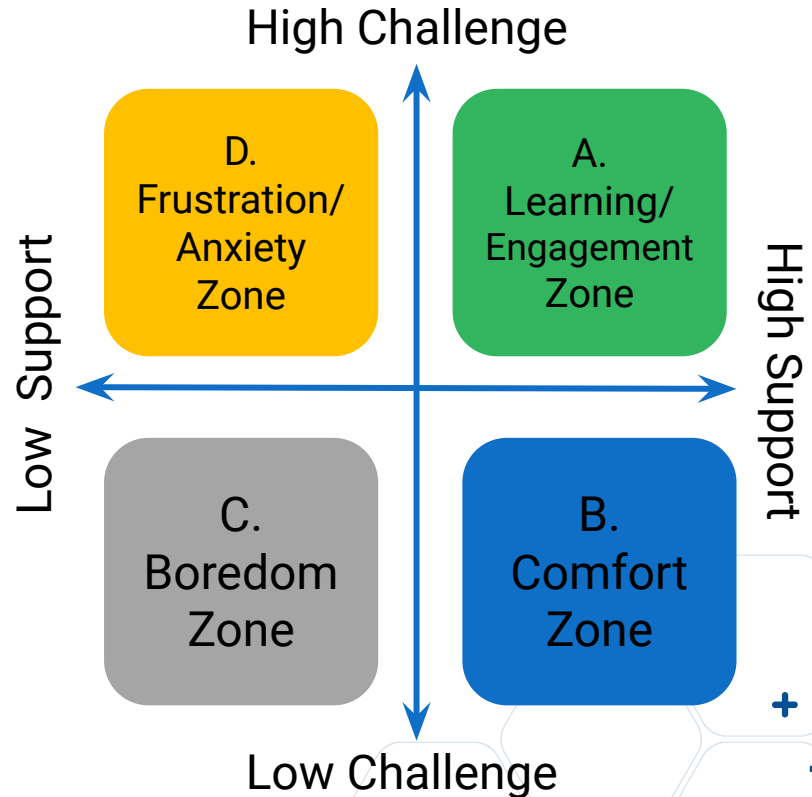 High Challenge
D.
Frustration/
Anxiety
Zone
A.
Learning/
Engagement
Zone
Low  Support
High Support
C.
Boredom
Zone
B.
Comfort
Zone
Low Challenge